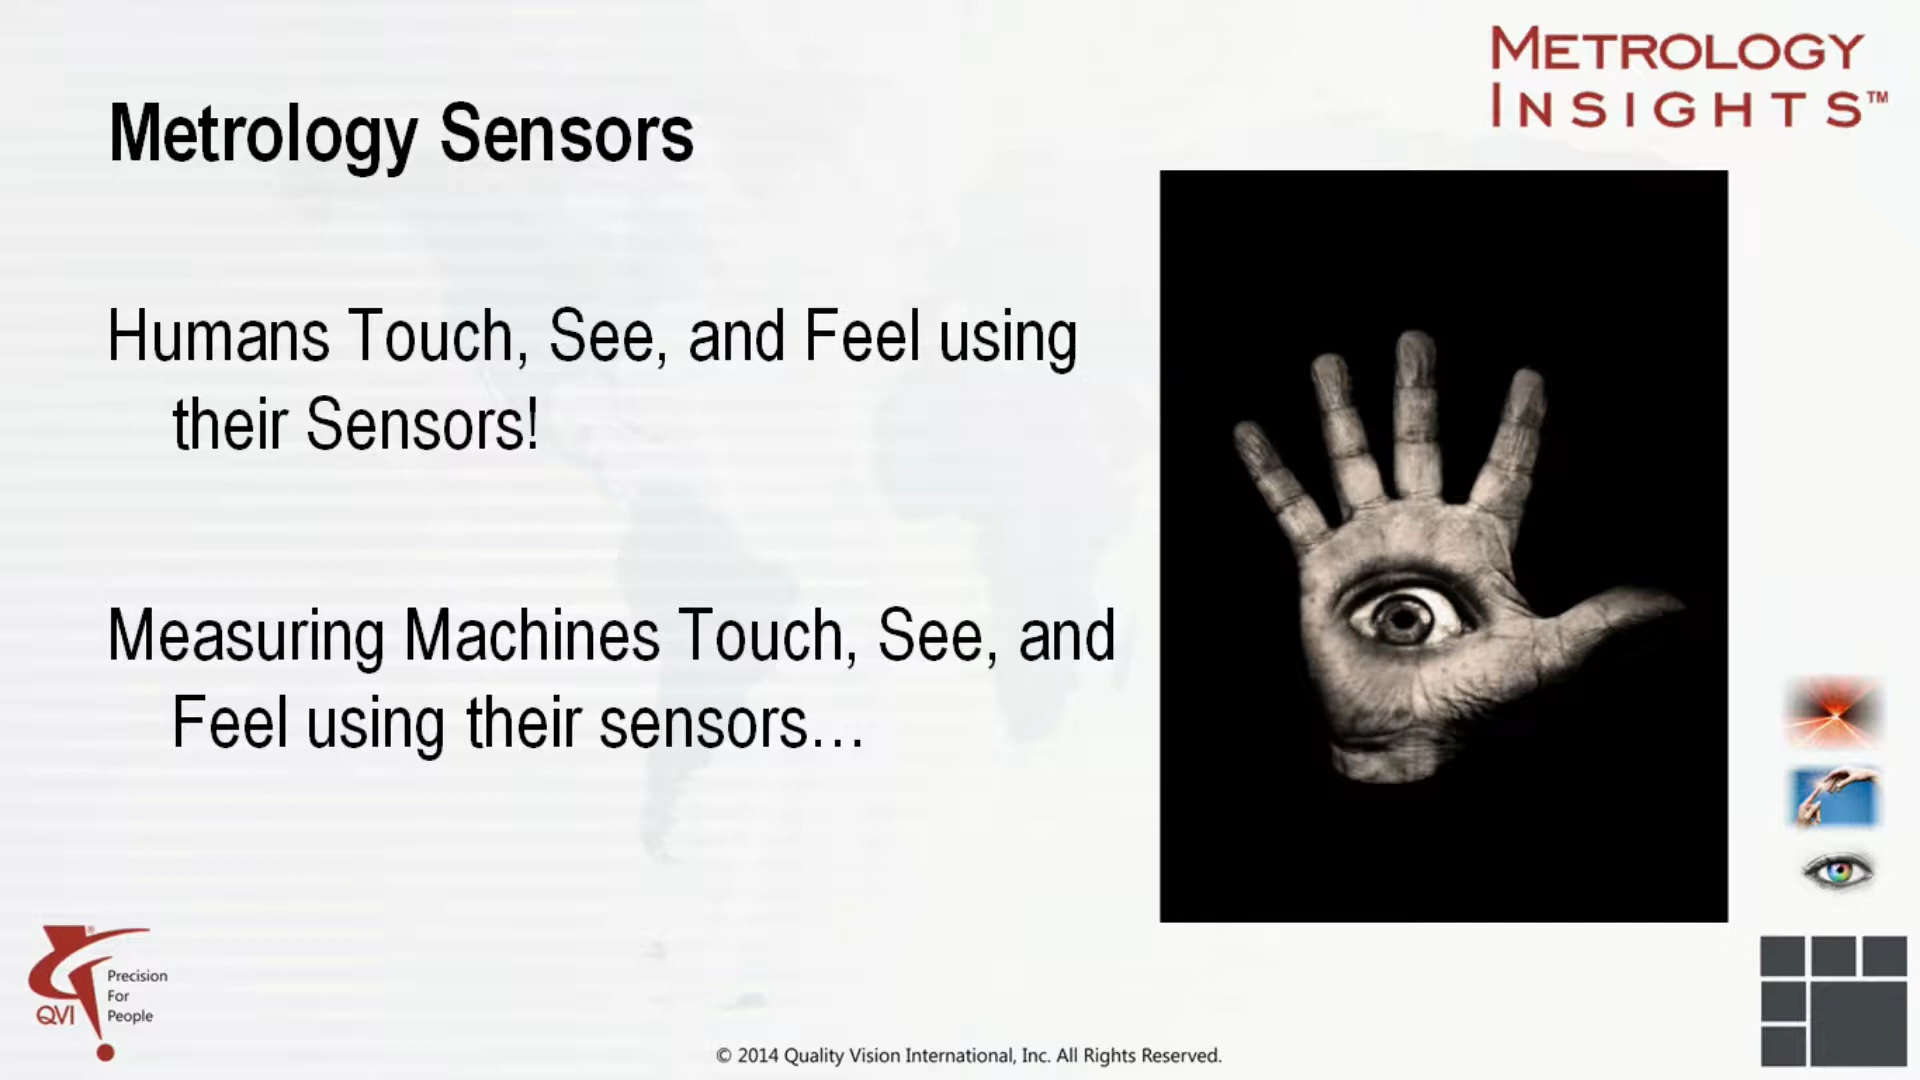 METROLOGY
INSIGHTS™
Metrology Sensors
Humans Touch, See, and Feel using
their Sensors!
Measuring Machines Touch, See, and
Feel using their sensors…
®
QVI
Precision
For
People
© 2014 Quality Vision International, Inc. All Rights Reserved.